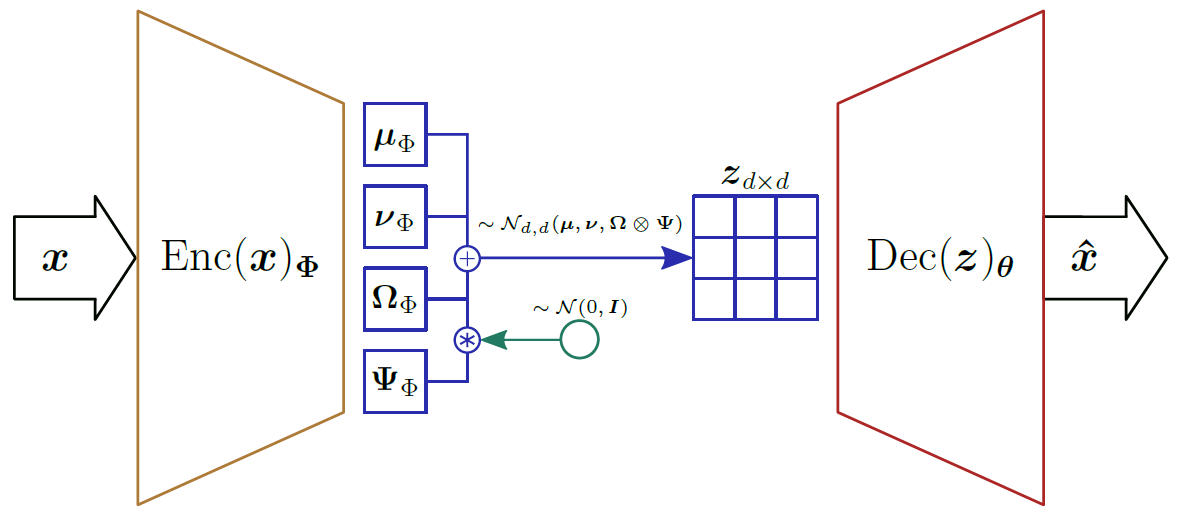 x
Enc(x)_Φ
μ_Φ
ν_Φ
Ω_Φ
Ψ_Φ
+
*
∼ N_{d,d}(μ, ν, Ω ⊗ Ψ)
∼ N(0, I)
z_{d×d}
Dec(z)_θ
x̂